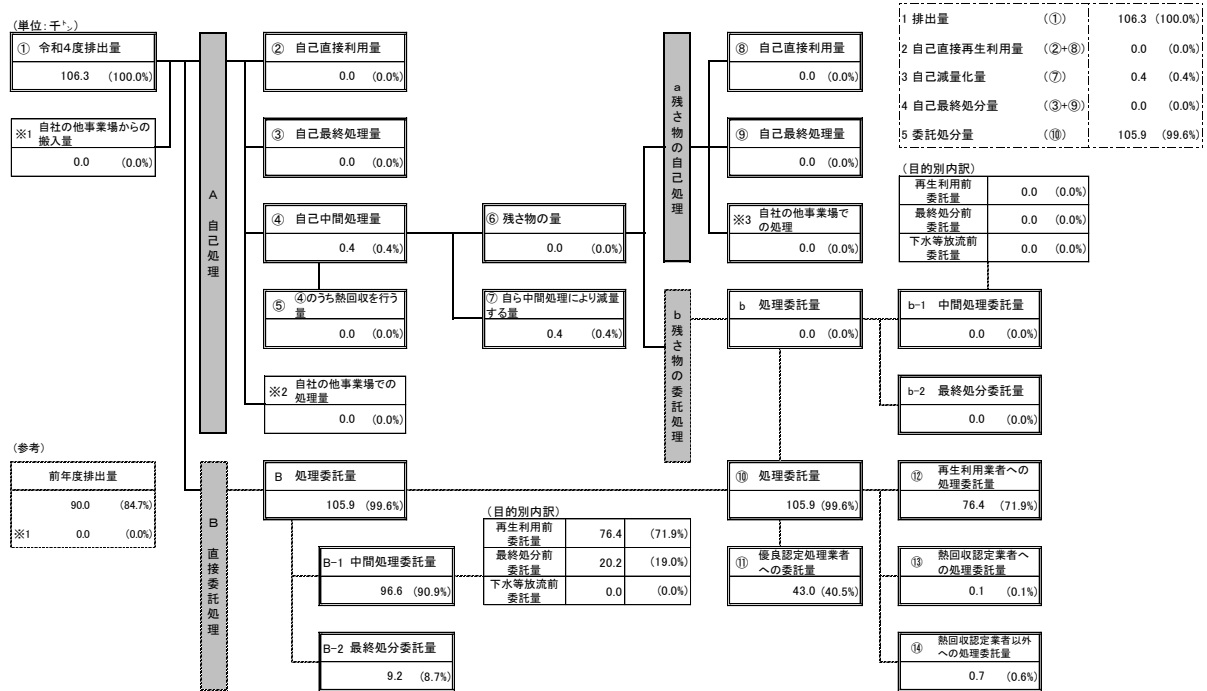 （単位：千㌧）
① 令和4度排出量
106.3 (100.0%)
※1 自社の他事業場からの
搬入量
0.0 (0.0%)
A 自己処理
② 自己直接利用量
0.0 (0.0%)
③ 自己最終処理量
0.0 (0.0%)
④ 自己中間処理量
0.4 (0.4%)
⑤ ④のうち熱回収を行う
量
0.0 (0.0%)
※2 自社の他事業場での
処理量
0.0 (0.0%)
⑥ 残さ物の量
0.0 (0.0%)
⑦ 自ら中間処理により減量
する量
0.4 (0.4%)
a 残さ物の自己処理
⑧ 自己直接利用量
0.0 (0.0%)
⑨ 自己最終処理量
0.0 (0.0%)
※3 自社の他事業場で
の処理
0.0 (0.0%)
b 残さ物の委託処理
b 処理委託量
0.0 (0.0%)
1 排出量 (①) 106.3 (100.0%)
2 自己直接再生利用量 (②+⑧) 0.0 (0.0%)
3 自己減量化量 (⑦) 0.4 (0.4%)
4 自己最終処分量 (③+⑨) 0.0 (0.0%)
5 委託処分量 (⑩) 105.9 (99.6%)
（目的別内訳）
再生利用前
委託量 0.0 (0.0%)
最終処分前
委託量 0.0 (0.0%)
下水等放流前
委託量 0.0 (0.0%)
b-1 中間処理委託量
0.0 (0.0%)
b-2 最終処分委託量
0.0 (0.0%)
（参考）
前年度排出量
90.0 (84.7%)
※1 0.0 (0.0%)
B 直接委託処理
B 処理委託量
105.9 (99.6%)
B-1 中間処理委託量
96.6 (90.9%)
B-2 最終処分委託量
9.2 (8.7%)
（目的別内訳）
再生利用前
委託量 76.4 (71.9%)
最終処分前
委託量 20.2 (19.0%)
下水等放流前
委託量 0.0 (0.0%)
⑩ 処理委託量
105.9 (99.6%)
⑪ 優良認定処理業者
への委託量
43.0 (40.5%)
⑫ 再生利用業者への
処理委託量
76.4 (71.9%)
⑬ 熱回収認定業者へ
の処理委託量
0.1 (0.1%)
⑭ 熱回収認定業者以外
への処理委託量
0.7 (0.6%)